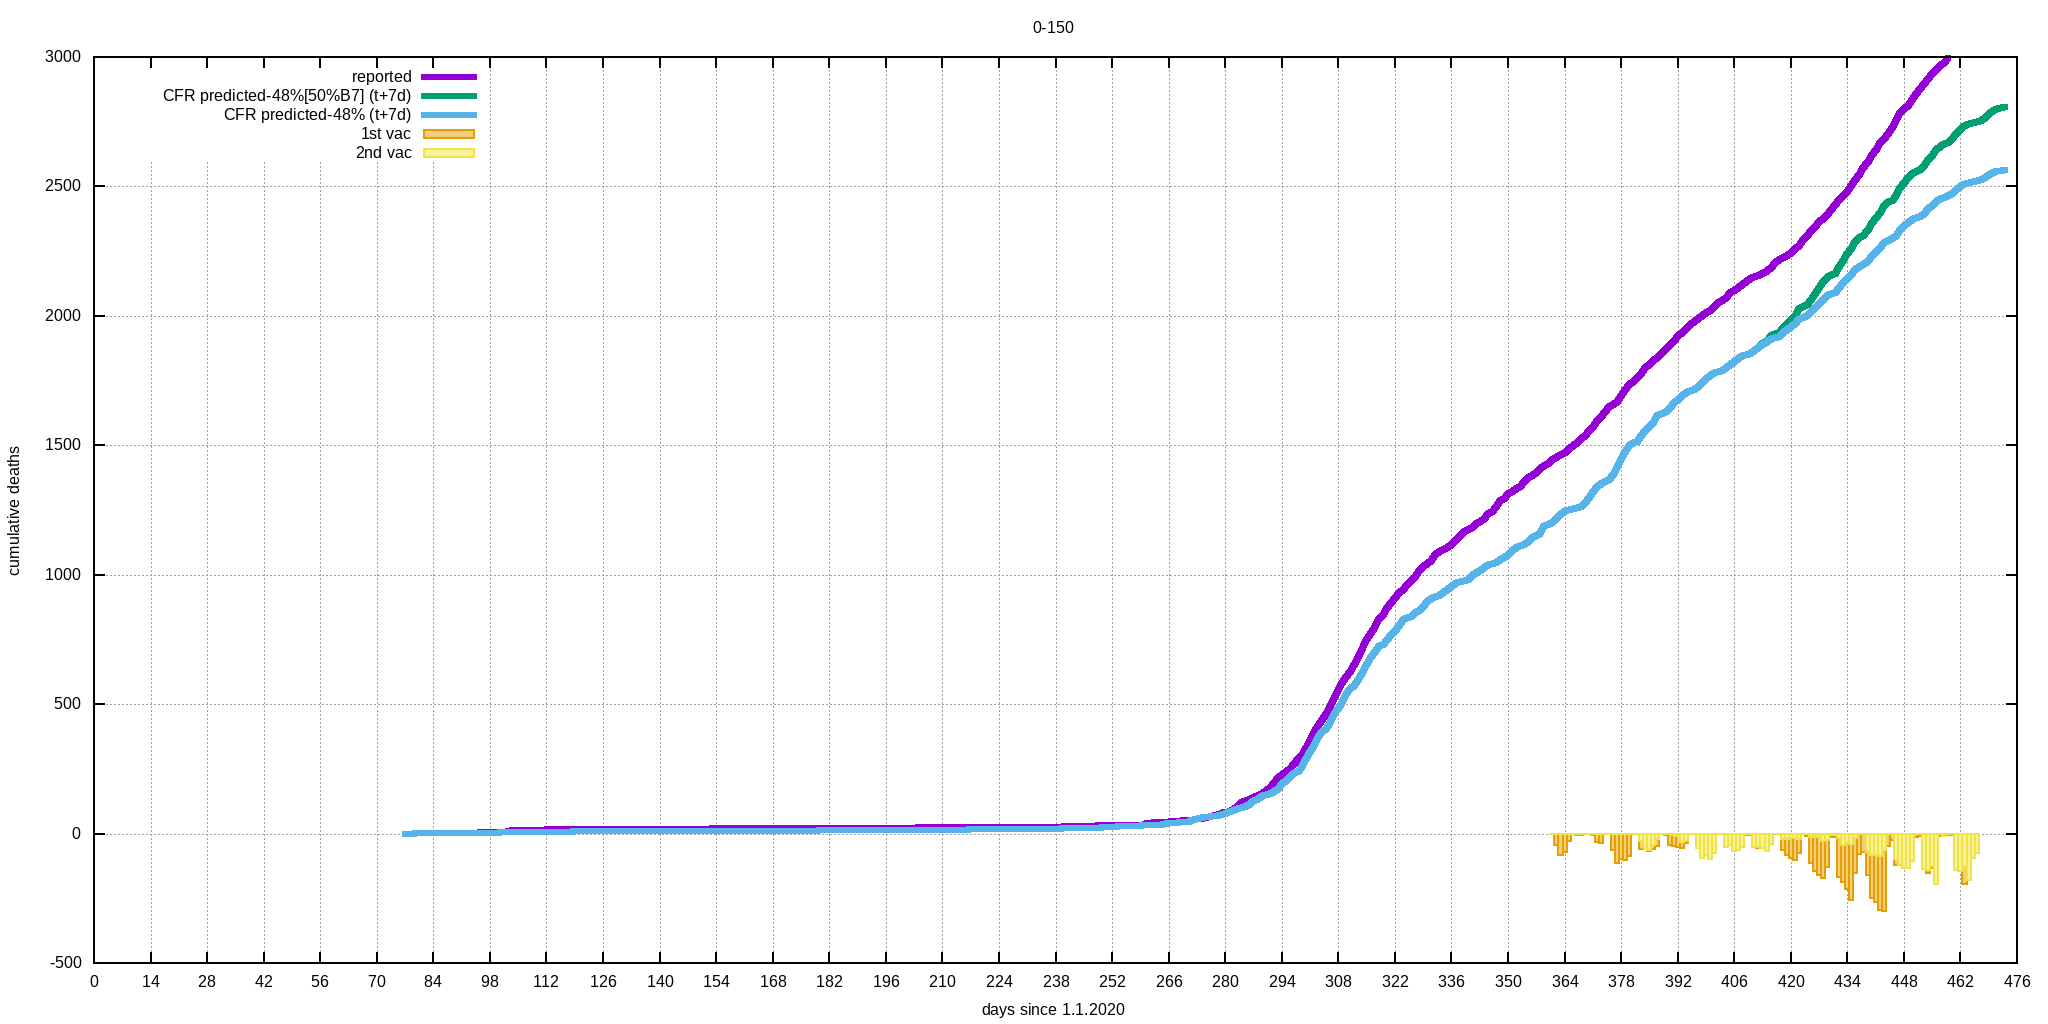 0-150
3000
2500
2000
1500
1000
500
0
-500
cumulative deaths
reported
CFR predicted-48%[50%B7] (t+7d)
CFR predicted-48% (t+7d)
1st vac
2nd vac
0 14 28 42 56 70 84 98 112 126 140 154 168 182 196 210 224 238 252 266 280 294 308 322 336 350 364 378 392 406 420 434 448 462 476
days since 1.1.2020